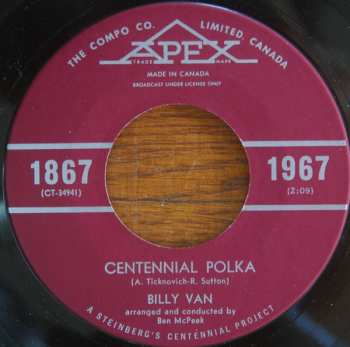 THE COMPO CO. LIMITED, CANADA
APEX
TRADE MARK
MADE IN CANADA
BROADCAST UNDER LICENSE ONLY
1867 1967
(CT-34941) (2:09)
CENTENNIAL POLKA
(A. Ticknovich-R. Sutton)
BILLY VAN
arranged and conducted by
Ben McPeek
A STEINBERG'S CENTENNIAL PROJECT